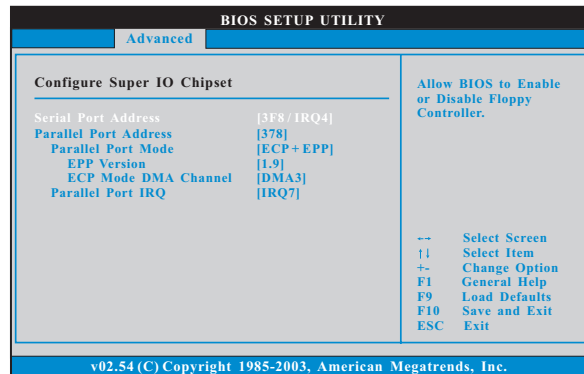 BIOS SETUP UTILITY
Advanced
Configure Super IO Chipset
Serial Port Address [3F8 / IRQ4]
Parallel Port Address [378]
Parallel Port Mode [ECP + EPP]
EPP Version [1.9]
ECP Mode DMA Channel [DMA3]
Parallel Port IRQ [IRQ7]
Allow BIOS to Enable
or Disable Floppy
Controller.
←→ Select Screen
↑↓ Select Item
+- Change Option
F1 General Help
F9 Load Defaults
F10 Save and Exit
ESC Exit
v02.54 (C) Copyright 1985-2003, American Megatrends, Inc.